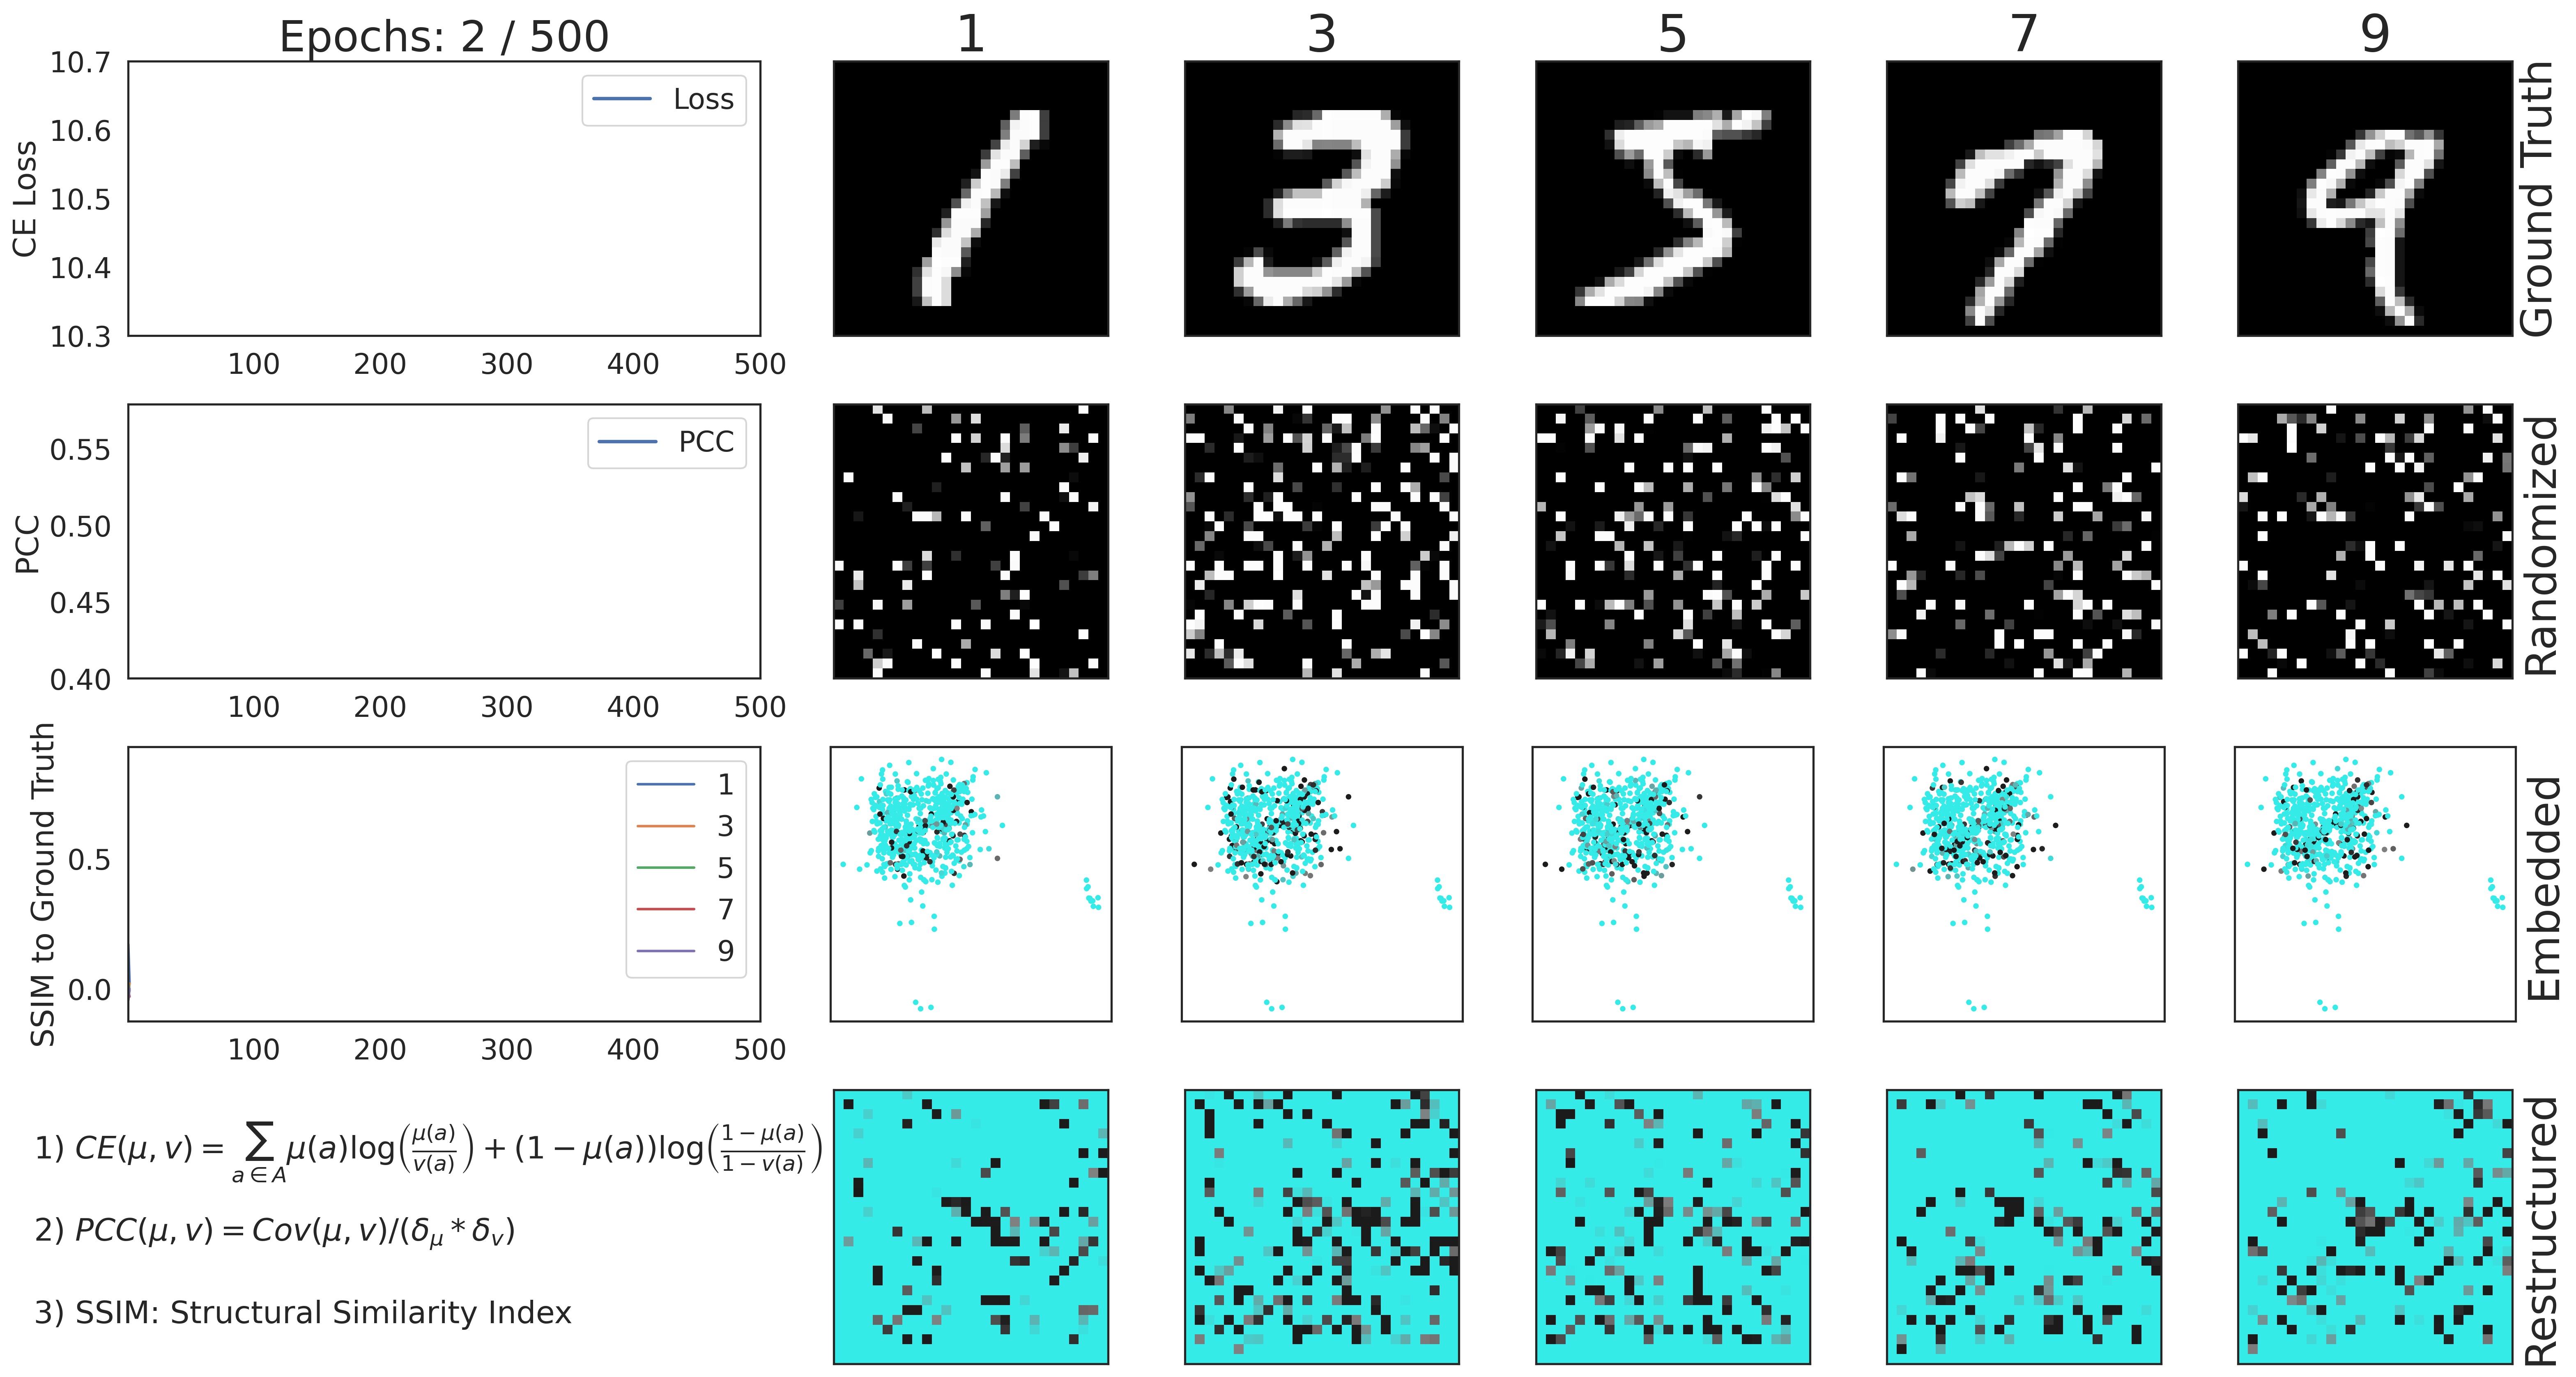 Epochs: 2 / 500
1 3 5 7 9
10.7
10.6
10.5
10.4
10.3
CE Loss
Loss
100 200 300 400 500
Ground Truth
0.55
0.50
0.45
0.40
PCC
PCC
100 200 300 400 500
Randomized
0.5
0.0
SSIM to Ground Truth
1
3
5
7
9
100 200 300 400 500
Embedded
1) CE(μ, v) = ∑_{a∈A} μ(a)log(μ(a)/v(a)) + (1 − μ(a))log((1 − μ(a))/(1 − v(a)))
2) PCC(μ, v) = Cov(μ, v)/(δ_μ * δ_v)
3) SSIM: Structural Similarity Index
Restructured